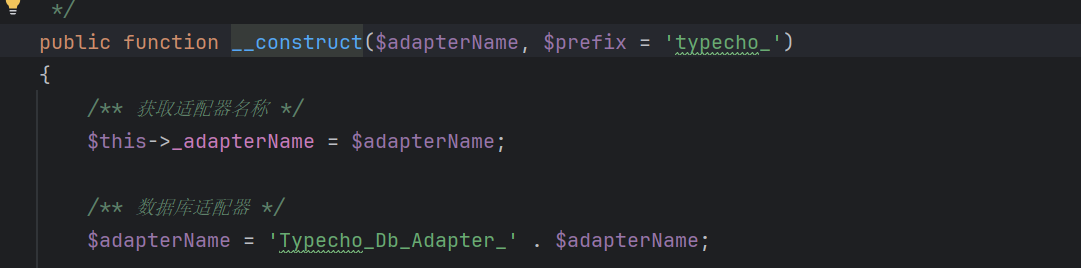 */
public function __construct($adapterName, $prefix = 'typecho_')
{
/** 获取适配器名称 */
$this->_adapterName = $adapterName;
/** 数据库适配器 */
$adapterName = 'Typecho_Db_Adapter_' . $adapterName;